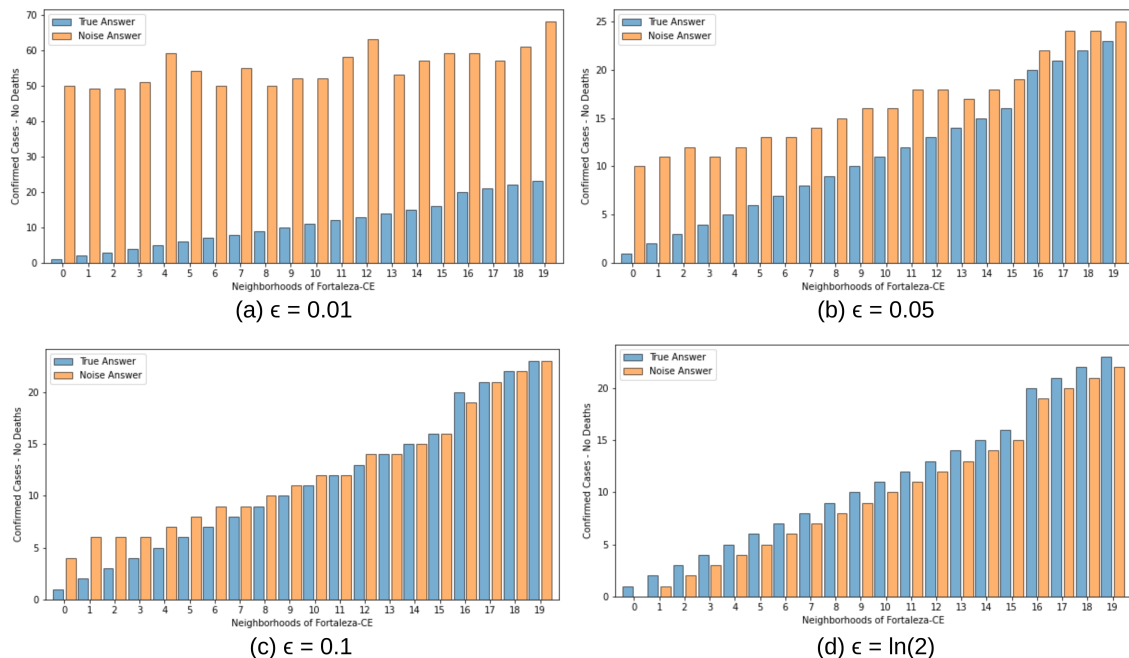 True Answer
Noise Answer
Confirmed Cases - No Deaths
70
60
50
40
30
20
10
0
0 1 2 3 4 5 6 7 8 9 10 11 12 13 14 15 16 17 18 19
Neighborhoods of Fortaleza-CE
(a) ϵ = 0.01
True Answer
Noise Answer
Confirmed Cases - No Deaths
25
20
15
10
5
0
0 1 2 3 4 5 6 7 8 9 10 11 12 13 14 15 16 17 18 19
Neighborhoods of Fortaleza-CE
(b) ϵ = 0.05
True Answer
Noise Answer
Confirmed Cases - No Deaths
20
15
10
5
0
0 1 2 3 4 5 6 7 8 9 10 11 12 13 14 15 16 17 18 19
Neighborhoods of Fortaleza-CE
(c) ϵ = 0.1
True Answer
Noise Answer
Confirmed Cases - No Deaths
20
15
10
5
0
0 1 2 3 4 5 6 7 8 9 10 11 12 13 14 15 16 17 18 19
Neighborhoods of Fortaleza-CE
(d) ϵ = ln(2)